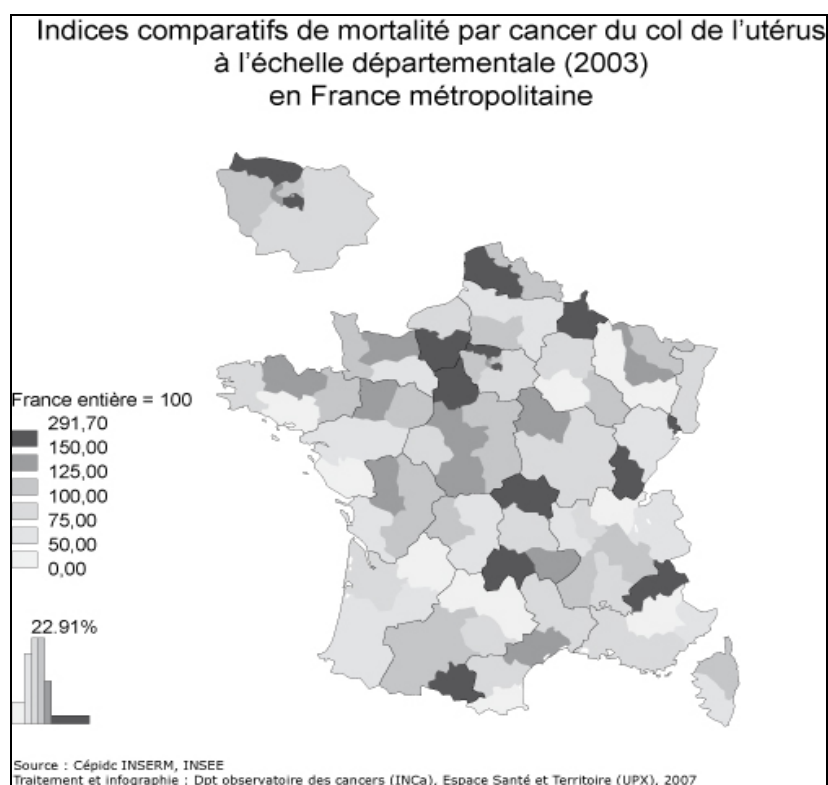 Indices comparatifs de mortalité par cancer du col de l'utérus
à l'échelle départementale (2003)
en France métropolitaine
France entière = 100
291,70
150,00
125,00
100,00
75,00
50,00
0,00
22.91%
Source : Cépidc INSERM, INSEE
Traitement et infographie : Dpt observatoire des cancers (INCa), Espace Santé et Territoire (UPX), 2007